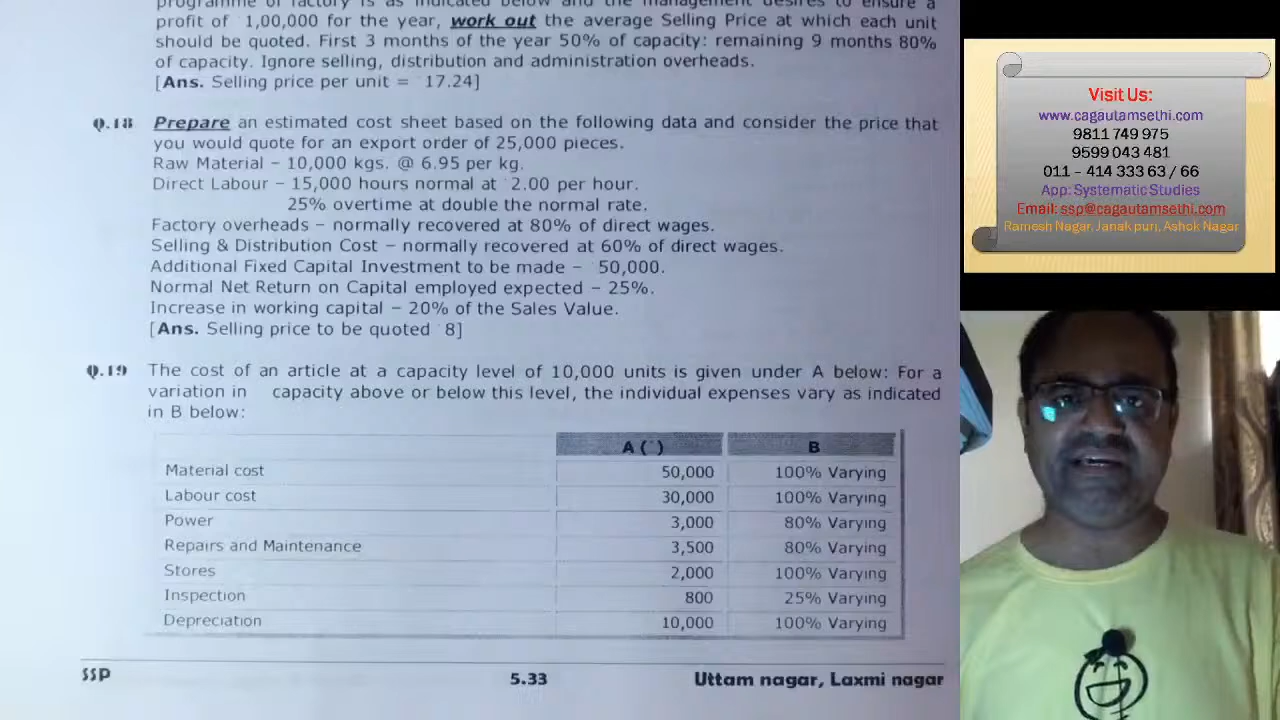 programme of factory is as indicated below and the management desires to ensure a
profit of 1,00,000 for the year, work out the average Selling Price at which each unit
should be quoted. First 3 months of the year 50% of capacity: remaining 9 months 80%
of capacity. Ignore selling, distribution and administration overheads.
[Ans. Selling price per unit = 17.24]
Q.18 Prepare an estimated cost sheet based on the following data and consider the price that
you would quote for an export order of 25,000 pieces.
Raw Material – 10,000 kgs. @ 6.95 per kg.
Direct Labour – 15,000 hours normal at 2.00 per hour.
25% overtime at double the normal rate.
Factory overheads – normally recovered at 80% of direct wages.
Selling & Distribution Cost – normally recovered at 60% of direct wages.
Additional Fixed Capital Investment to be made – 50,000.
Normal Net Return on Capital employed expected – 25%.
Increase in working capital – 20% of the Sales Value.
[Ans. Selling price to be quoted 8]
Q.19 The cost of an article at a capacity level of 10,000 units is given under A below: For a
variation in capacity above or below this level, the individual expenses vary as indicated
in B below:
A (`) B
Material cost 50,000 100% Varying
Labour cost 30,000 100% Varying
Power 3,000 80% Varying
Repairs and Maintenance 3,500 80% Varying
Stores 2,000 100% Varying
Inspection 800 25% Varying
Depreciation 10,000 100% Varying
SSP 5.33 Uttam nagar, Laxmi nagar
Visit Us:
www.cagautamsethi.com
9811 749 975
9599 043 481
011 – 414 333 63 / 66
App: Systematic Studies
Email: ssp@cagautamsethi.com
Ramesh Nagar, Janak puri, Ashok Nagar